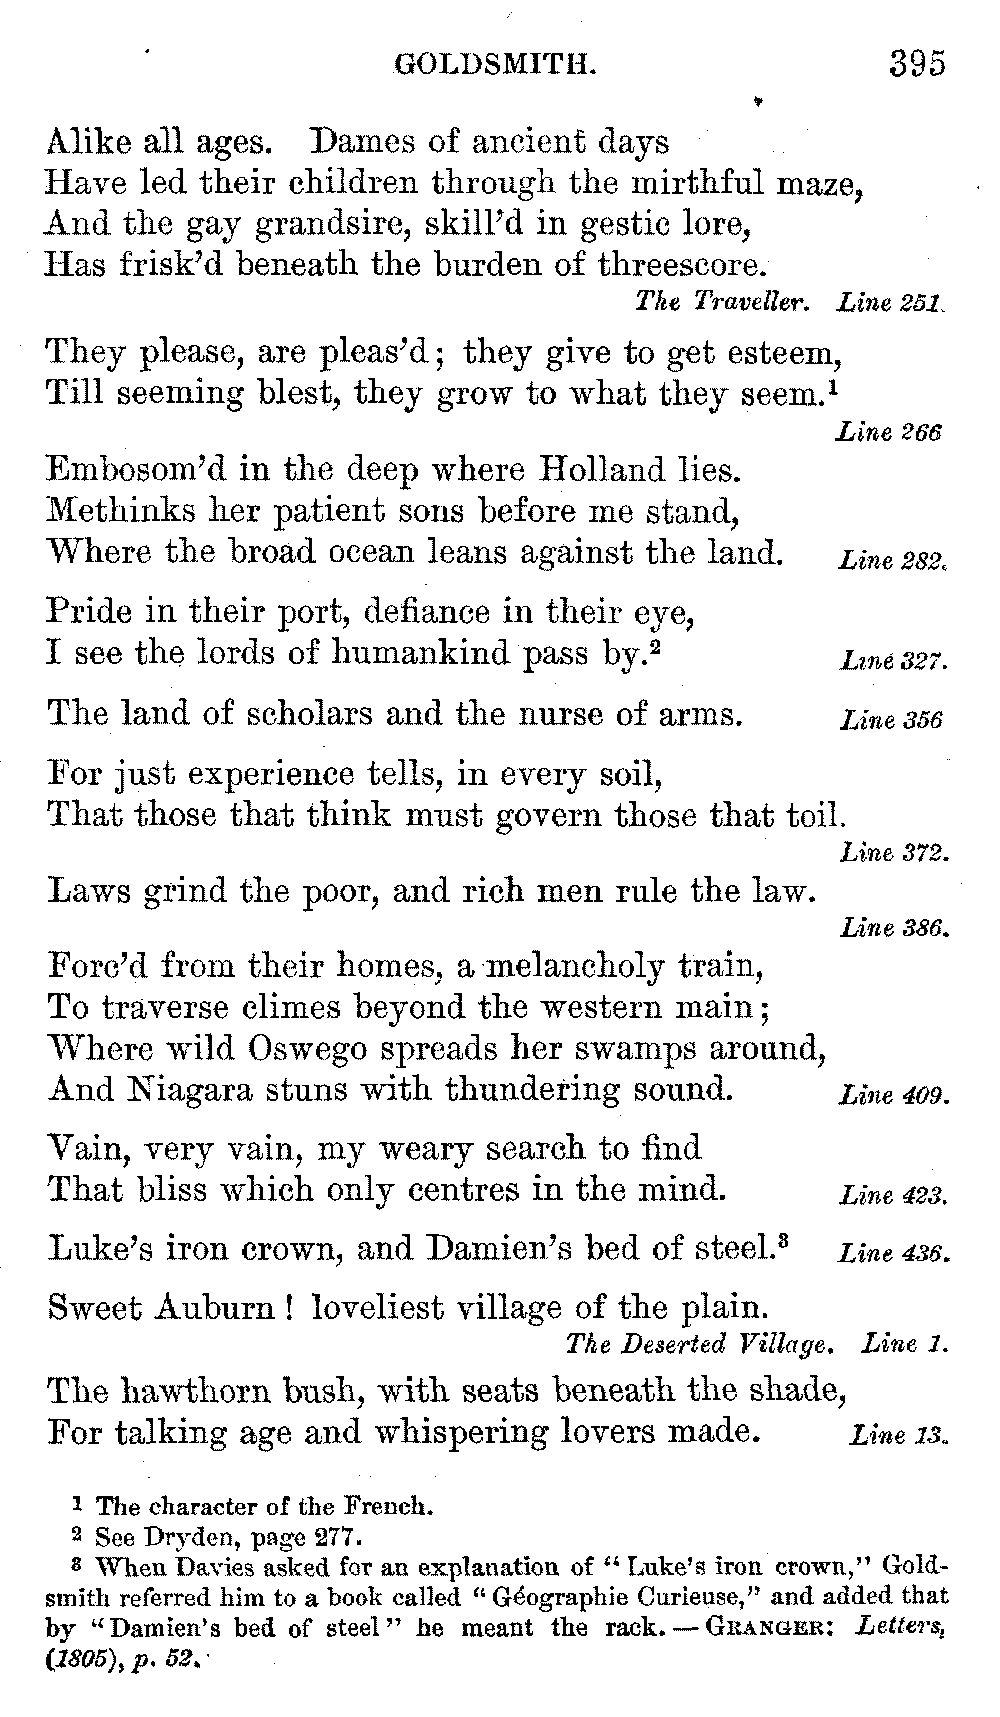 GOLDSMITH. 395
Alike all ages. Dames of ancient days
Have led their children through the mirthful maze,
And the gay grandsire, skill'd in gestic lore,
Has frisk'd beneath the burden of threescore.
The Traveller. Line 251.
They please, are pleas'd; they give to get esteem,
Till seeming blest, they grow to what they seem.¹
Line 266
Embosom'd in the deep where Holland lies.
Methinks her patient sons before me stand,
Where the broad ocean leans against the land. Line 282.
Pride in their port, defiance in their eye,
I see the lords of humankind pass by.² Line 327.
The land of scholars and the nurse of arms. Line 356
For just experience tells, in every soil,
That those that think must govern those that toil.
Line 372.
Laws grind the poor, and rich men rule the law.
Line 386.
Forc'd from their homes, a melancholy train,
To traverse climes beyond the western main;
Where wild Oswego spreads her swamps around,
And Niagara stuns with thundering sound. Line 409.
Vain, very vain, my weary search to find
That bliss which only centres in the mind. Line 423.
Luke's iron crown, and Damien's bed of steel.³ Line 436.
Sweet Auburn! loveliest village of the plain.
The Deserted Village. Line 1.
The hawthorn bush, with seats beneath the shade,
For talking age and whispering lovers made. Line 13.
¹ The character of the French.
² See Dryden, page 277.
³ When Davies asked for an explanation of "Luke's iron crown," Gold-
smith referred him to a book called "Géographie Curieuse," and added that
by "Damien's bed of steel" he meant the rack. — GRANGER: Letters,
(1805), p. 52.